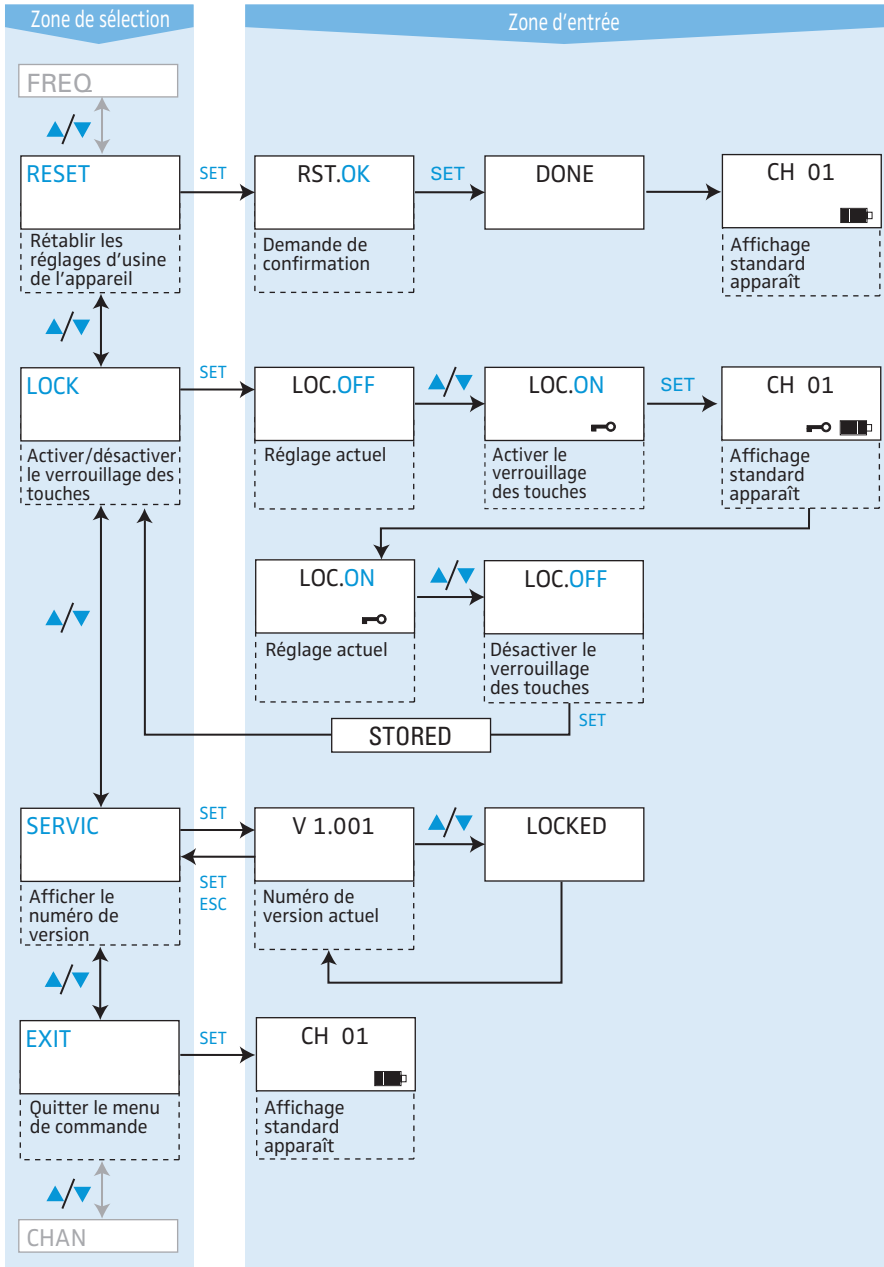 Zone de sélection
Zone d'entrée
FREQ
RESET
SET
RST.OK
SET
DONE
CH 01
Rétablir les
réglages d'usine
de l'appareil
Demande de
confirmation
Affichage
standard
apparaît
LOCK
SET
LOC.OFF
LOC.ON
SET
CH 01
Activer/désactiver
le verrouillage des
touches
Réglage actuel
Activer le
verrouillage
des touches
Affichage
standard
apparaît
LOC.ON
LOC.OFF
Réglage actuel
Désactiver le
verrouillage
des touches
SET
STORED
SERVIC
SET
V 1.001
LOCKED
SET
ESC
Afficher le
numéro de
version
Numéro de
version actuel
EXIT
SET
CH 01
Quitter le menu
de commande
Affichage
standard
apparaît
CHAN